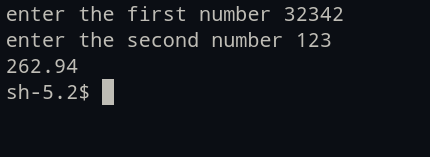 enter the first number 32342
enter the second number 123
262.94
sh-5.2$